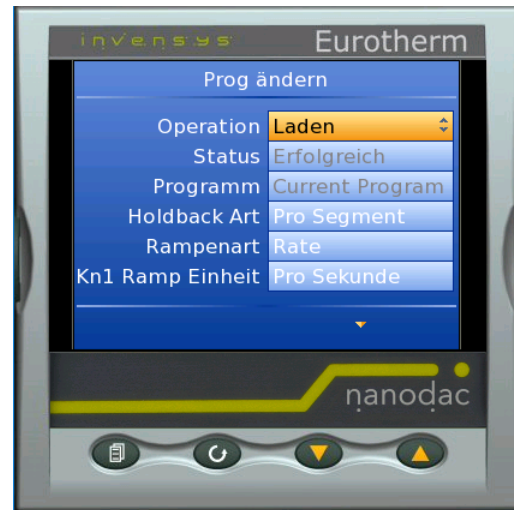 invensys Eurotherm
Prog ändern
Operation Laden
Status Erfolgreich
Programm Current Program
Holdback Art Pro Segment
Rampenart Rate
Kn1 Ramp Einheit Pro Sekunde
nanodac